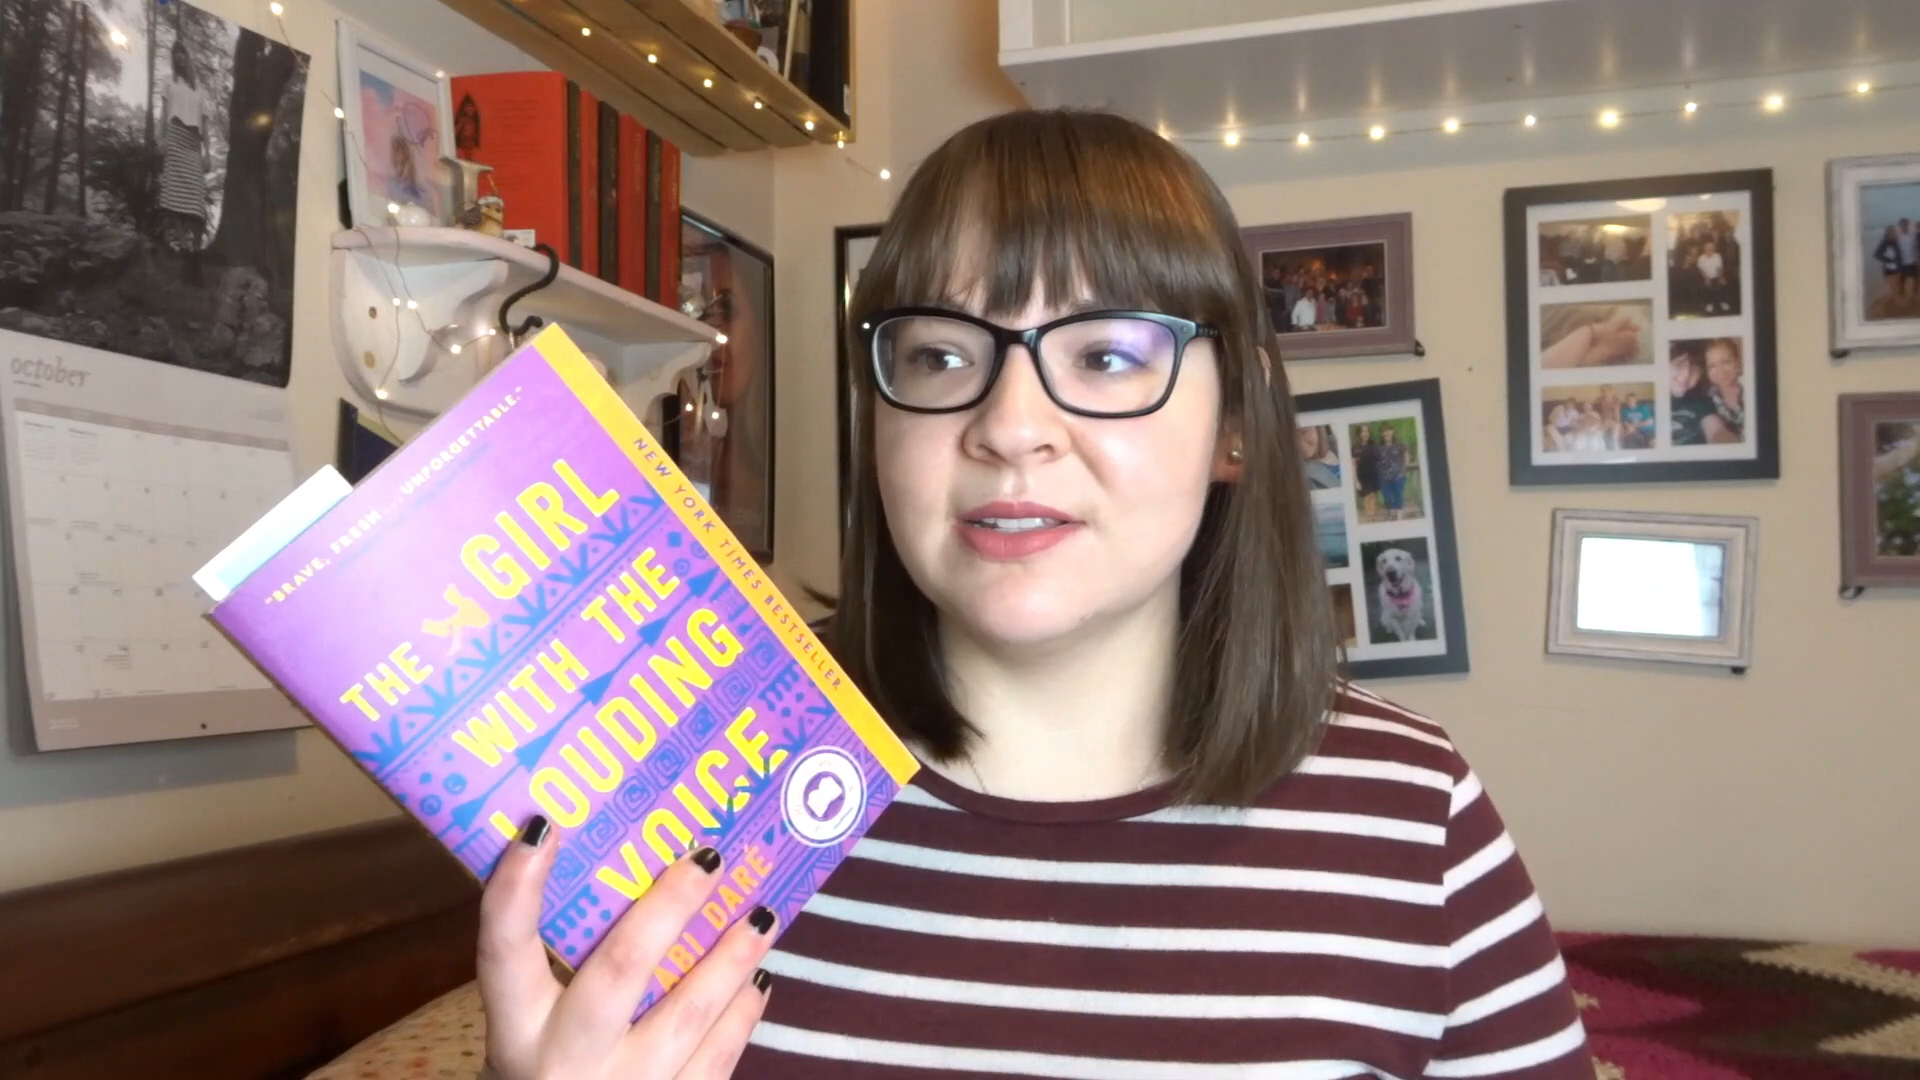 october
"BRAVE, FRESH... UNFORGETTABLE."
NEW YORK TIMES BESTSELLER
THE GIRL
WITH THE
LOUDING
VOICE
ABI DARÉ